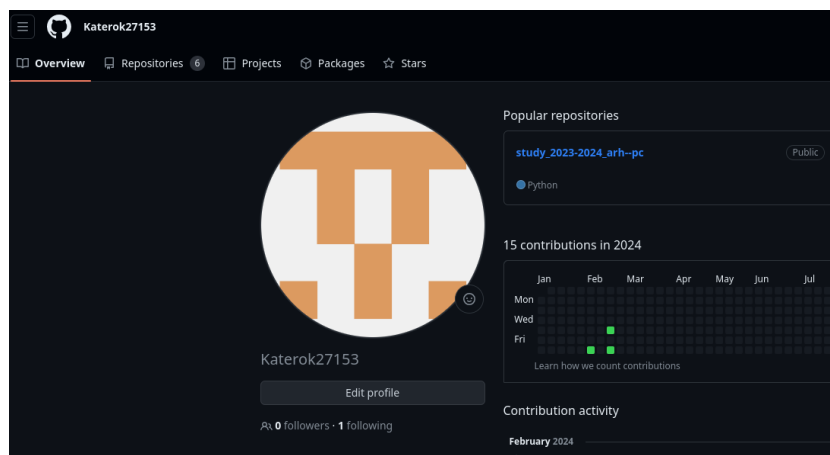 Katerok27153
Overview Repositories 6 Projects Packages Stars
Popular repositories
study_2023-2024_arh--pc Public
Python
15 contributions in 2024
Jan Feb Mar Apr May Jun Jul
Mon
Wed
Fri
Learn how we count contributions
Katerok27153
Edit profile
0 followers · 1 following
Contribution activity
February 2024